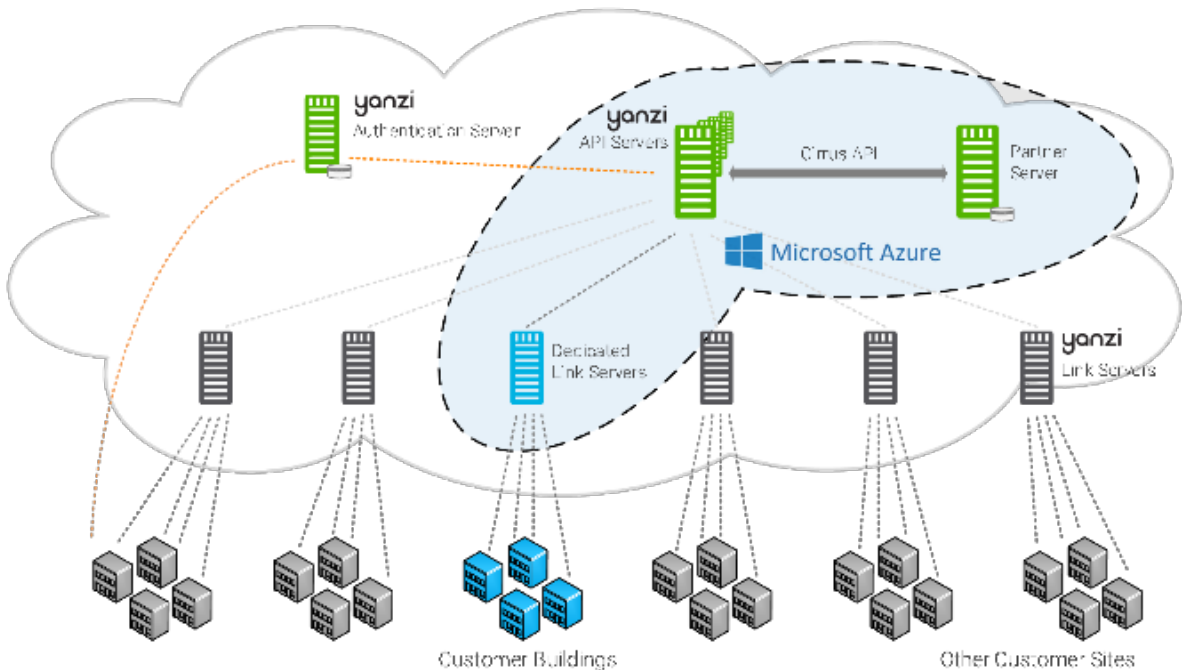 yanzi
Authentication Server
yanzi
API Servers
Cirrus API
Partner
Server
Microsoft Azure
Dedicated
Link Servers
yanzi
Link Servers
Customer Buildings
Other Customer Sites